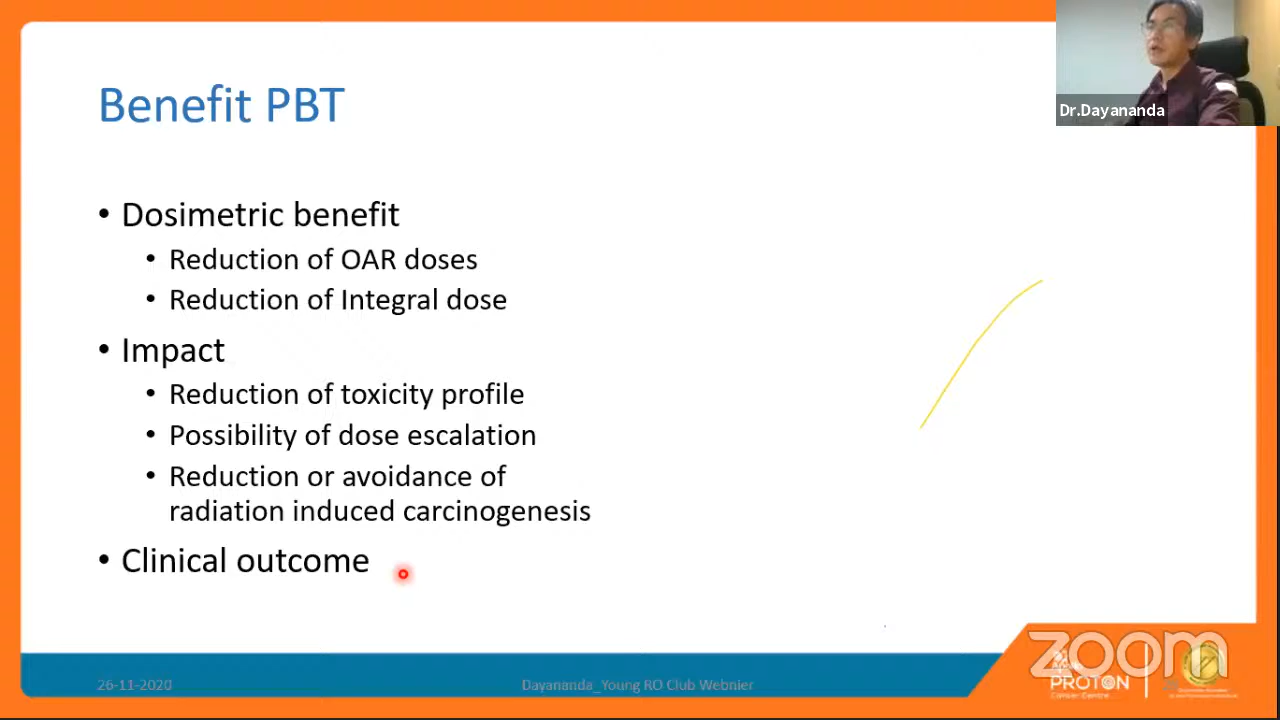 Benefit PBT
Dr.Dayananda
• Dosimetric benefit
• Reduction of OAR doses
• Reduction of Integral dose
• Impact
• Reduction of toxicity profile
• Possibility of dose escalation
• Reduction or avoidance of
radiation induced carcinogenesis
• Clinical outcome
zoom
PROTON
Cancer Centre
26-11-2020
Dayananda_Young RO Club Webnier